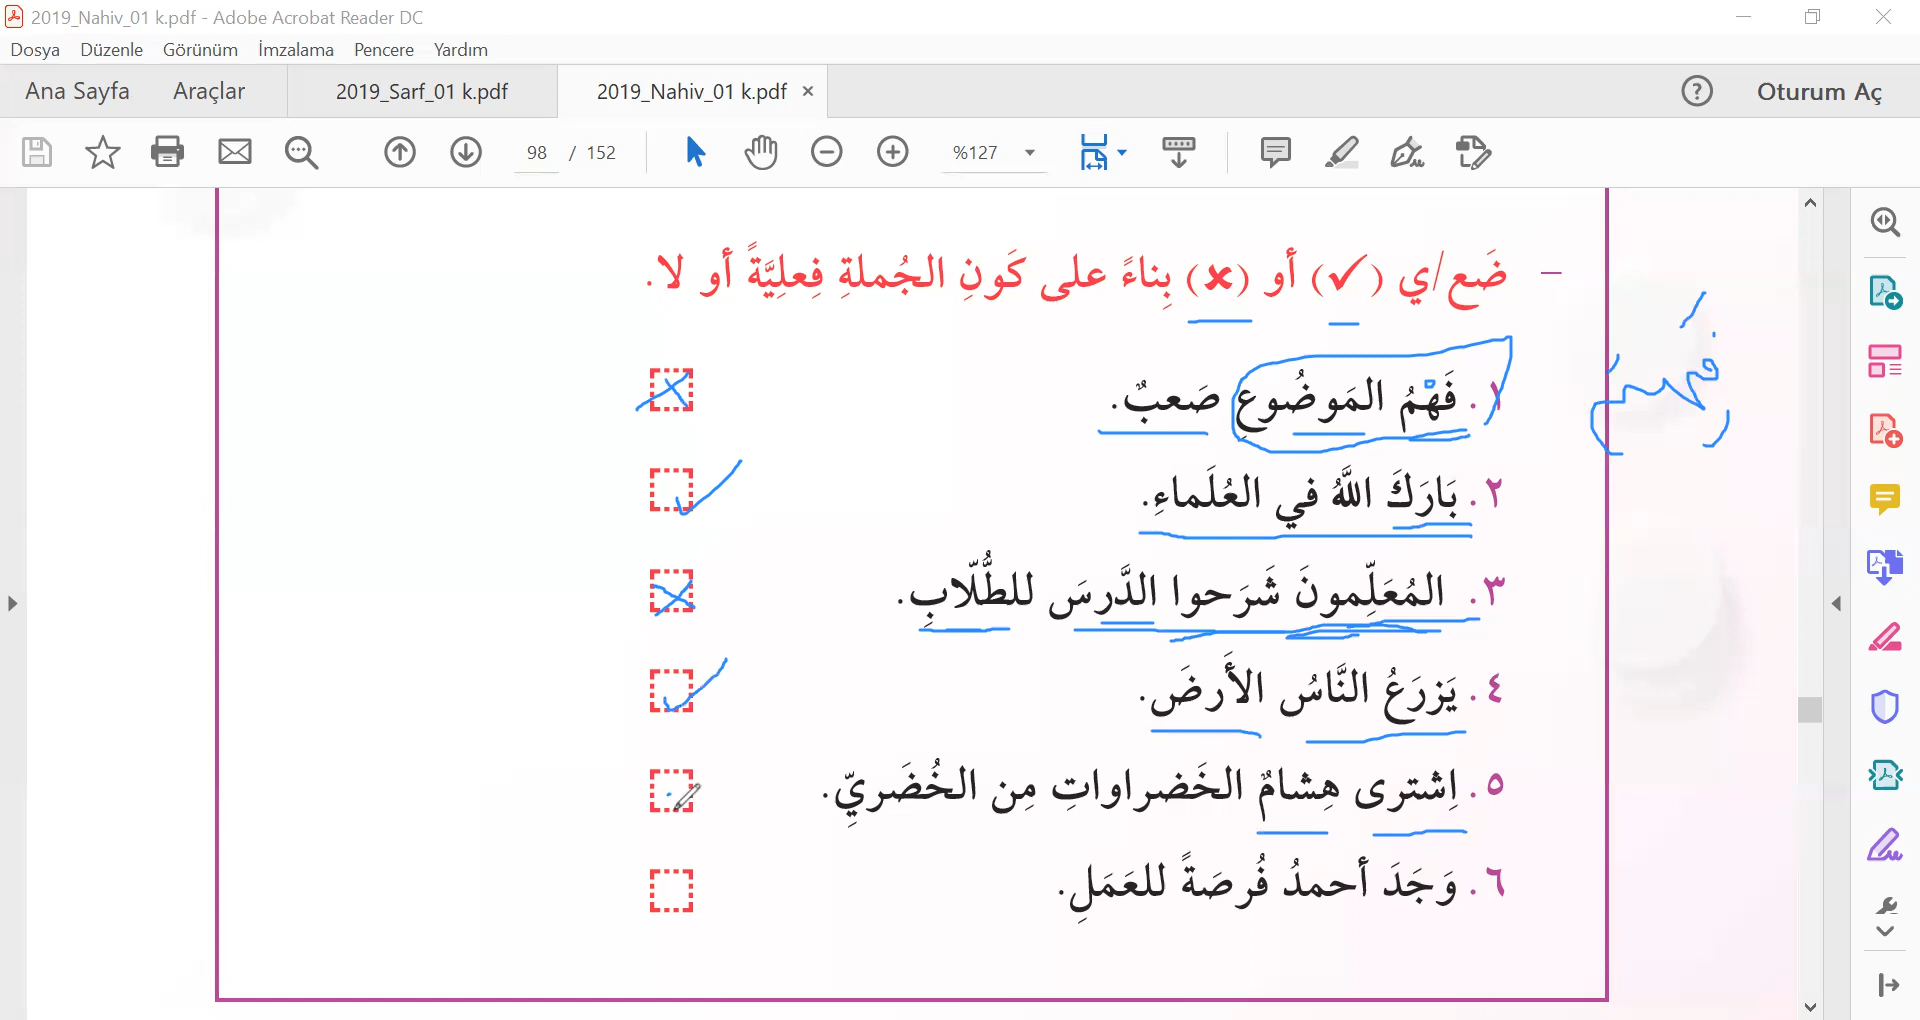 2019_Nahiv_01 k.pdf - Adobe Acrobat Reader DC
Dosya Düzenle Görünüm İmzalama Pencere Yardım
Ana Sayfa Araçlar 2019_Sarf_01 k.pdf 2019_Nahiv_01 k.pdf × Oturum Aç
98 / 152 %127
– ضَع/ي (✓) أو (✗) بِناءً على كَونِ الجُملةِ فِعلِيَّةً أو لا.
١. فَهْمُ المَوضُوعِ صَعبٌ.
٢. بَارَكَ اللَّهُ في العُلَماءِ.
٣. المُعَلِّمونَ شَرَحوا الدَّرسَ للطُّلّابِ.
٤. يَزرَعُ النَّاسُ الأَرضَ.
٥. اِشترى هِشامٌ الخَضراواتِ مِن الخُضَريِّ.
٦. وَجَدَ أحمدُ فُرصَةً للعَمَلِ.